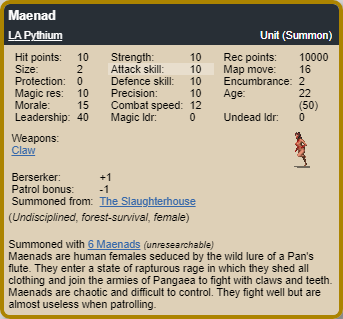 Maenad
LA Pythium Unit (Summon)
Hit points: 10 Strength: 10 Rec points: 10000
Size: 2 Attack skill: 10 Map move: 16
Protection: 0 Defence skill: 10 Encumbrance: 2
Magic res: 10 Precision: 10 Age: 22
Morale: 15 Combat speed: 12 (50)
Leadership: 40 Magic ldr: 0 Undead ldr: 0
Weapons:
Claw
Berserker: +1
Patrol bonus: -1
Summoned from: The Slaughterhouse
(Undisciplined, forest-survival, female)
Summoned with 6 Maenads (unresearchable)
Maenads are human females seduced by the wild lure of a Pan's
flute. They enter a state of rapturous rage in which they shed all
clothing and join the armies of Pangaea to fight with claws and teeth.
Maenads are chaotic and difficult to control. They fight well but are
almost useless when patrolling.